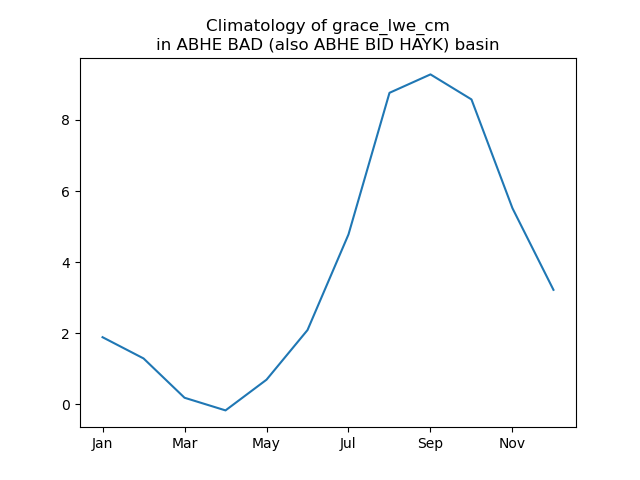 Climatology of grace_lwe_cm
in ABHE BAD (also ABHE BID HAYK) basin
8
6
4
2
0
Jan Mar May Jul Sep Nov